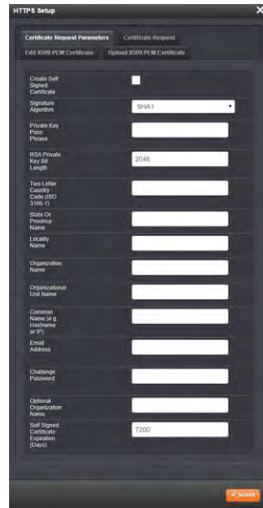 HTTPS Setup
X
Certificate Request Parameters
Certificate Request
Edit X509 PEM Certificate
Upload X509 PEM Certificate
Create Self
Signed
Certificate
Signature
Algorithm
SHA1
Private Key
Pass
Phrase
RSA Private
Key Bit
Length
2048
Two Letter
Country
Code (ISO
3166-1)
State Or
Province
Name
Locality
Name
Organization
Name
Organizational
Unit Name
Common
Name (e.g.
Hostname
or IP)
Email
Address
Challenge
Password
Optional
Organization
Name
Self Signed
Certificate
Expiration
(Days)
7200
Submit